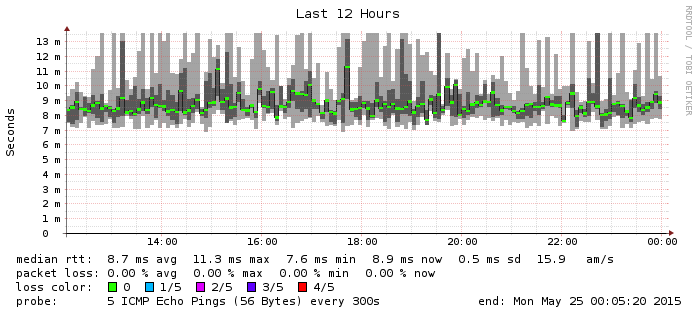 Last 12 Hours
RRDTOOL / TOBI OETIKER
Seconds
13 m
12 m
11 m
10 m
9 m
8 m
7 m
6 m
5 m
4 m
3 m
2 m
1 m
0
14:00 16:00 18:00 20:00 22:00 00:00
median rtt: 8.7 ms avg 11.3 ms max 7.6 ms min 8.9 ms now 0.5 ms sd 15.9 am/s
packet loss: 0.00 % avg 0.00 % max 0.00 % min 0.00 % now
loss color: 0 1/5 2/5 3/5 4/5
probe: 5 ICMP Echo Pings (56 Bytes) every 300s end: Mon May 25 00:05:20 2015